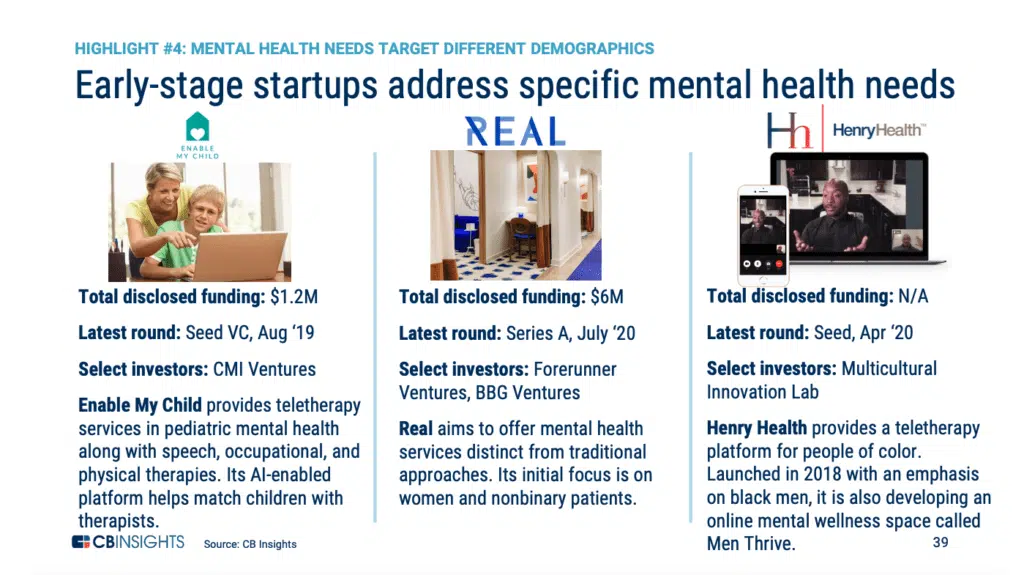 HIGHLIGHT #4: MENTAL HEALTH NEEDS TARGET DIFFERENT DEMOGRAPHICS
Early-stage startups address specific mental health needs
ENABLE
MY CHILD
Total disclosed funding: $1.2M
Latest round: Seed VC, Aug ‘19
Select investors: CMI Ventures
Enable My Child provides teletherapy
services in pediatric mental health
along with speech, occupational, and
physical therapies. Its AI-enabled
platform helps match children with
therapists.
REAL
Total disclosed funding: $6M
Latest round: Series A, July ‘20
Select investors: Forerunner
Ventures, BBG Ventures
Real aims to offer mental health
services distinct from traditional
approaches. Its initial focus is on
women and nonbinary patients.
Hh HenryHealth™
Total disclosed funding: N/A
Latest round: Seed, Apr ‘20
Select investors: Multicultural
Innovation Lab
Henry Health provides a teletherapy
platform for people of color.
Launched in 2018 with an emphasis
on black men, it is also developing an
online mental wellness space called
Men Thrive.
CBINSIGHTS Source: CB Insights
39